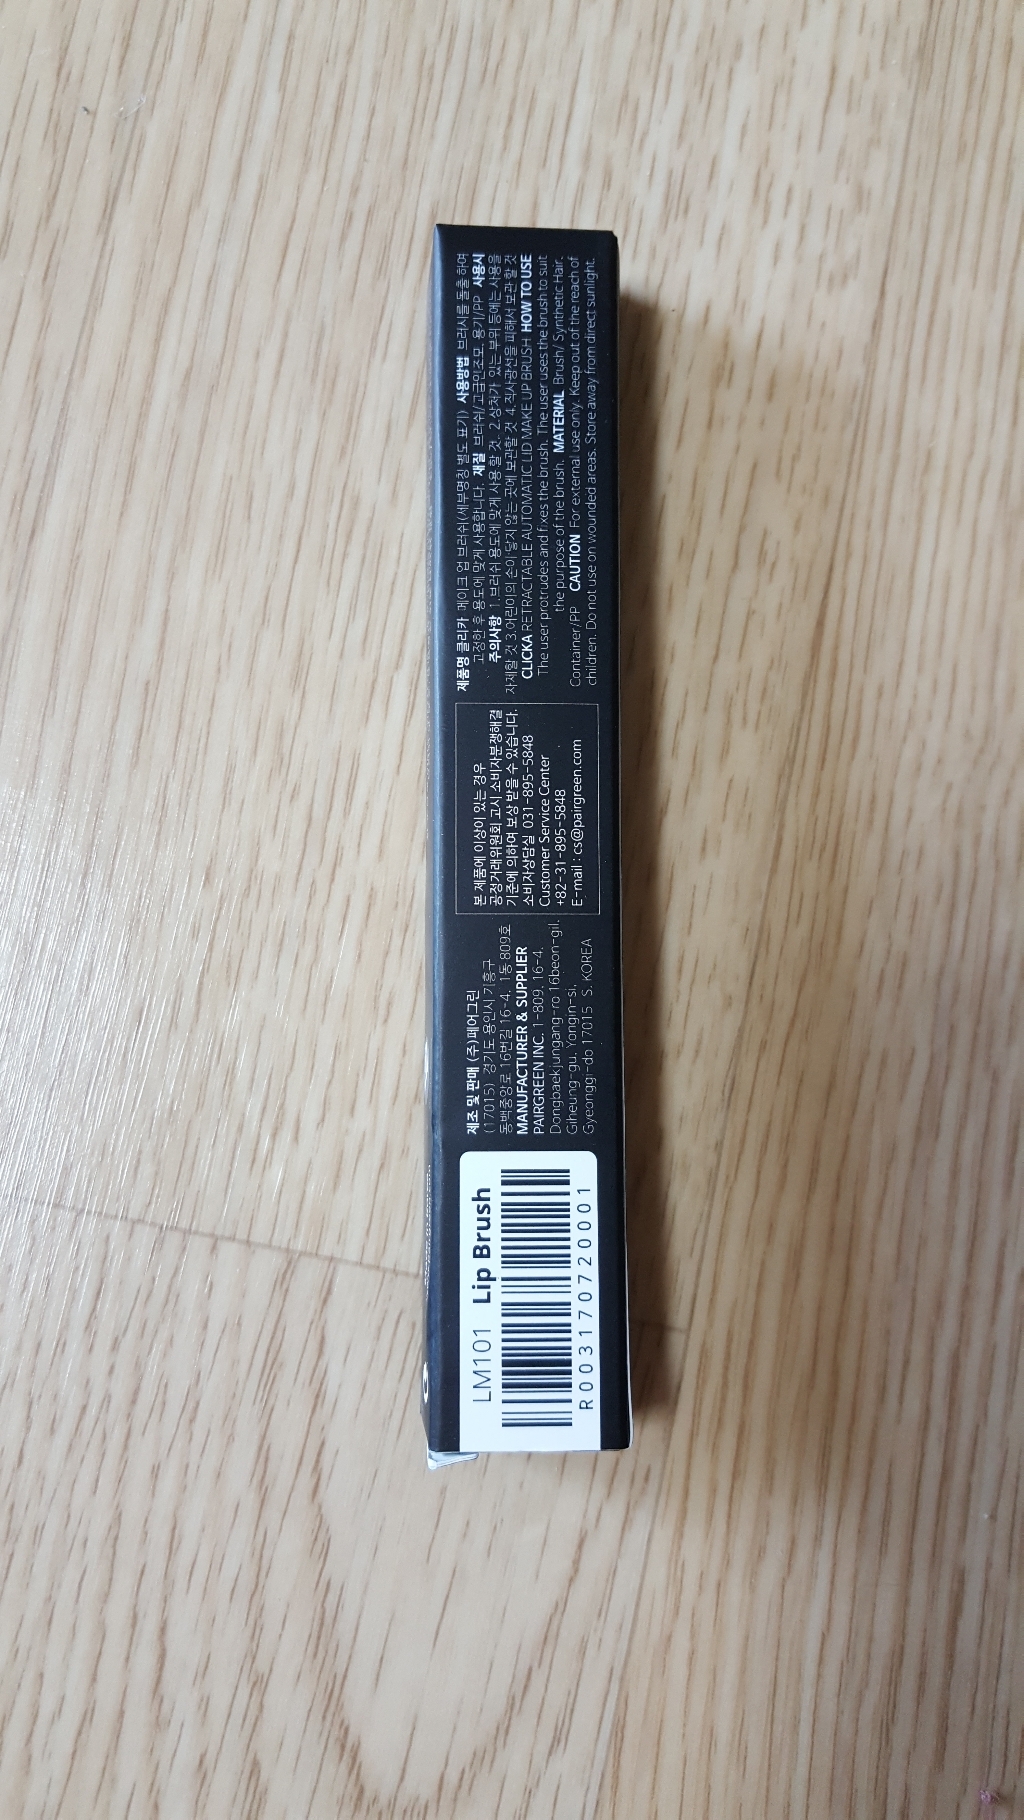 LM101 Lip Brush
R003170720001
제조 및 판매 (주)페어그린
(17015) 경기도 용인시 기흥구
동백중앙로 16번길 16-4, 1동 809호
MANUFACTURER & SUPPLIER
PAIRGREEN INC. 1-809, 16-4,
Dongbaekjungang-ro 16beon-gil,
Giheung-gu, Yongin-si,
Gyeonggi-do 17015 S. KOREA
본 제품에 이상이 있는 경우
공정거래위원회 고시 소비자분쟁해결
기준에 의하여 보상 받을 수 있습니다.
소비자상담실 031-895-5848
Customer Service Center
+82-31-895-5848
E-mail : cs@pairgreen.com
제품명 클리카 메이크 업 브러쉬(세부명칭 별도 표기) 사용방법 브러시를 돌출 하여
고정한 후 용도에 맞게 사용합니다. 재질 브러쉬/고급인조모, 용기/PP 사용시
주의사항 1.브러쉬 용도에 맞게 사용 할 것. 2.상처가 있는 부위 등에는 사용을
자제할 것 3.어린이의 손이 닿지 않는 곳에 보관할 것 4.직사광선을 피해서 보관 할 것
CLICKA RETRACTABLE AUTOMATIC LID MAKE UP BRUSH HOW TO USE
The user protrudes and fixes the brush. The user uses the brush to suit
the purpose of the brush. MATERIAL Brush/ Synthetic Hair,
Container/PP CAUTION For external use only. Keep out of the reach of
children. Do not use on wounded areas. Store away from direct sunlight.